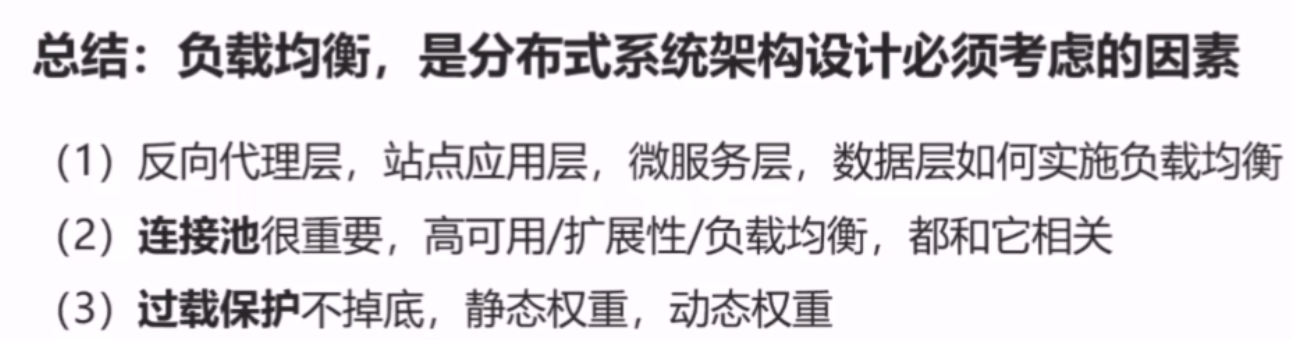 总结：负载均衡，是分布式系统架构设计必须考虑的因素
（1）反向代理层，站点应用层，微服务层，数据层如何实施负载均衡
（2）连接池很重要，高可用/扩展性/负载均衡，都和它相关
（3）过载保护不掉底，静态权重，动态权重